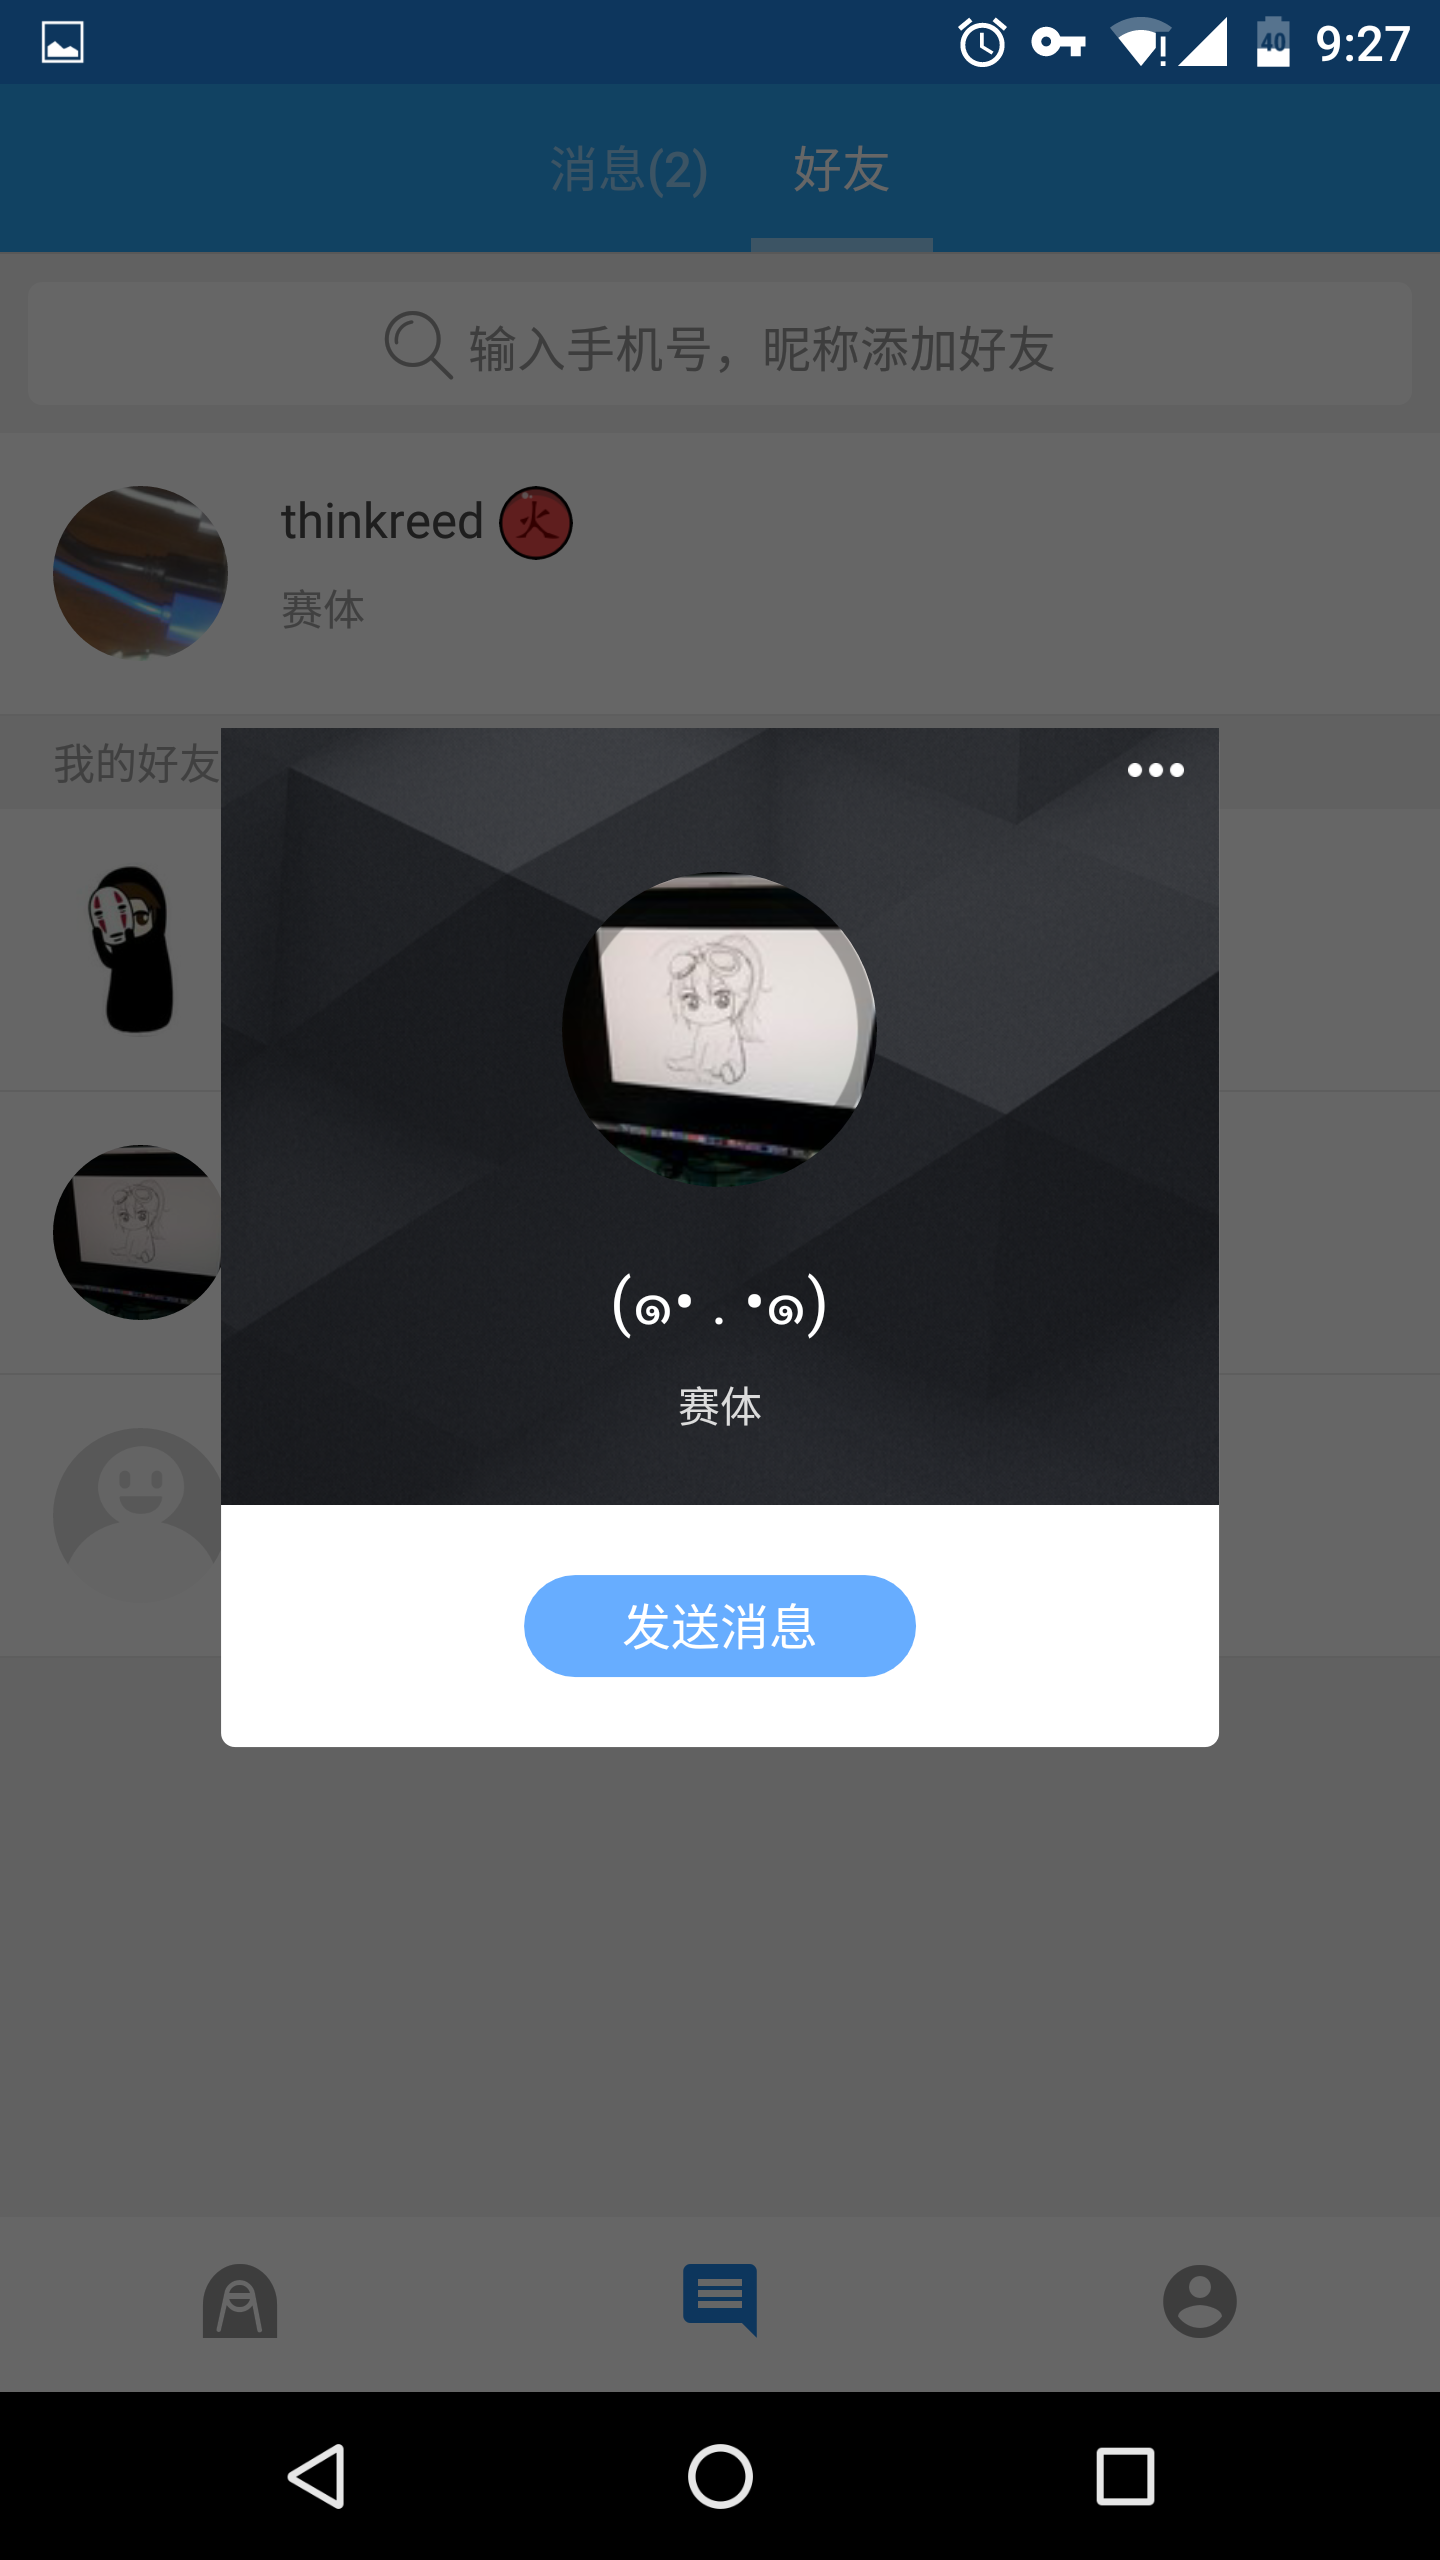 40 9:27
消息(2) 好友
输入手机号，昵称添加好友
thinkreed 火
赛体
我的好友
(๑• . •๑)
赛体
发送消息